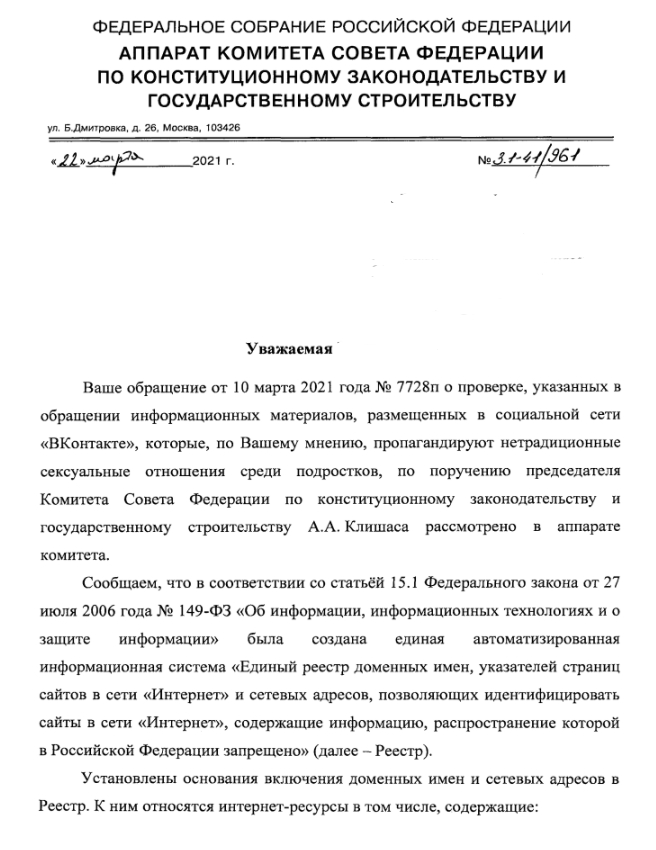 ФЕДЕРАЛЬНОЕ СОБРАНИЕ РОССИЙСКОЙ ФЕДЕРАЦИИ
АППАРАТ КОМИТЕТА СОВЕТА ФЕДЕРАЦИИ
ПО КОНСТИТУЦИОННОМУ ЗАКОНОДАТЕЛЬСТВУ И
ГОСУДАРСТВЕННОМУ СТРОИТЕЛЬСТВУ
ул. Б.Дмитровка, д. 26, Москва, 103426
«22» марта 2021 г. № 3.1-41/961
Уважаемая
Ваше обращение от 10 марта 2021 года № 7728п о проверке, указанных в
обращении информационных материалов, размещенных в социальной сети
«ВКонтакте», которые, по Вашему мнению, пропагандируют нетрадиционные
сексуальные отношения среди подростков, по поручению председателя
Комитета Совета Федерации по конституционному законодательству и
государственному строительству А.А. Клишаса рассмотрено в аппарате
комитета.
Сообщаем, что в соответствии со статьёй 15.1 Федерального закона от 27
июля 2006 года № 149-ФЗ «Об информации, информационных технологиях и о
защите информации» была создана единая автоматизированная
информационная система «Единый реестр доменных имен, указателей страниц
сайтов в сети «Интернет» и сетевых адресов, позволяющих идентифицировать
сайты в сети «Интернет», содержащие информацию, распространение которой
в Российской Федерации запрещено» (далее – Реестр).
Установлены основания включения доменных имен и сетевых адресов в
Реестр. К ним относятся интернет-ресурсы в том числе, содержащие: